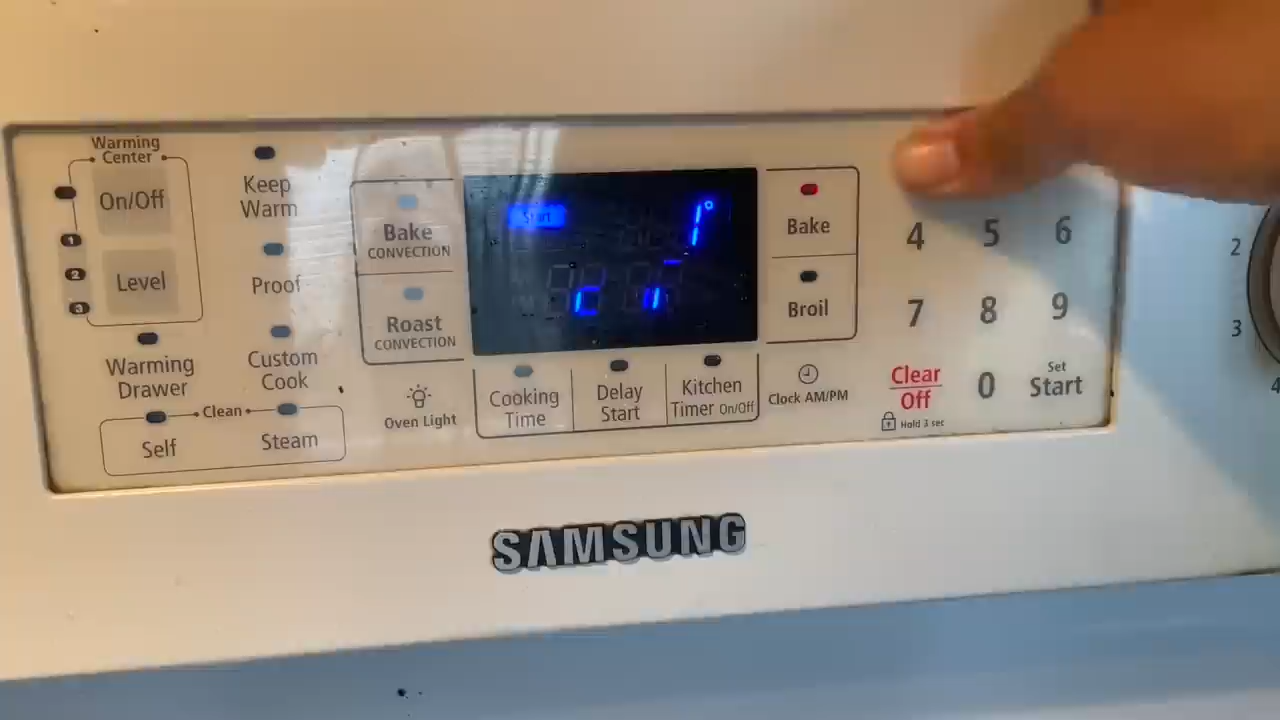 Warming
Center
On/Off
1
2
3
Level
Warming
Drawer
Keep
Warm
Proof
Custom
Cook
Clean
Self
Steam
Bake
CONVECTION
Roast
CONVECTION
Oven Light
Start
1°
Cooking
Time
Delay
Start
Kitchen
Timer On/Off
Bake
Broil
Clock AM/PM
4 5 6
7 8 9
Clear
Off
0
Set
Start
Hold 3 sec
2
3
4
SAMSUNG